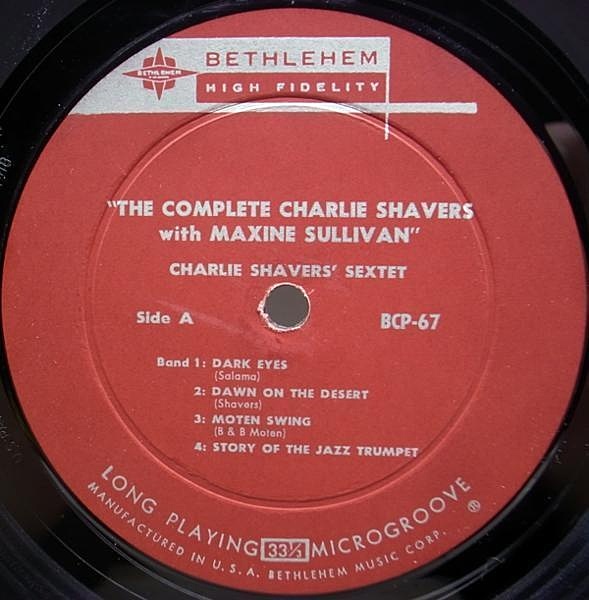 BETHLEHEM
BETHLEHEM
HIGH FIDELITY
"THE COMPLETE CHARLIE SHAVERS
with MAXINE SULLIVAN"
CHARLIE SHAVERS' SEXTET
Side A
BCP-67
Band 1: DARK EYES
(Salama)
2: DAWN ON THE DESERT
(Shavers)
3: MOTEN SWING
(B & B Moten)
4: STORY OF THE JAZZ TRUMPET
LONG PLAYING 33⅓ MICROGROOVE ®
MANUFACTURED IN U.S.A. BETHLEHEM MUSIC CORP.